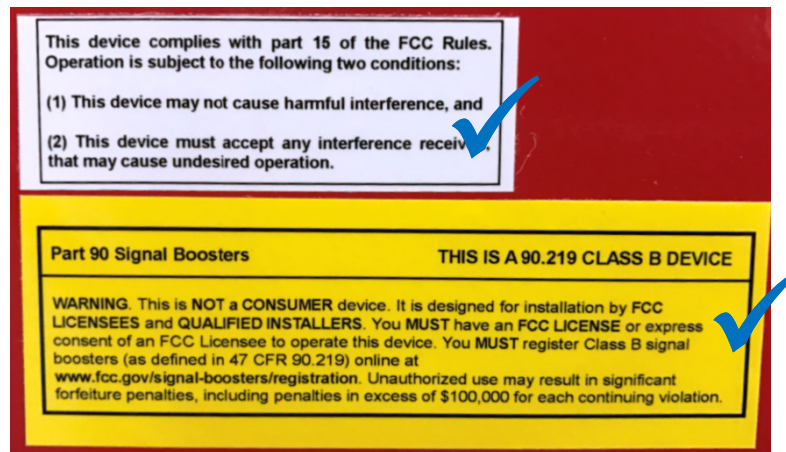 This device complies with part 15 of the FCC Rules.
Operation is subject to the following two conditions:
(1) This device may not cause harmful interference, and
(2) This device must accept any interference
that may cause undesired operation.
Part 90 Signal Boosters THIS IS A 90.219 CLASS B DEVICE
WARNING. This is NOT a CONSUMER device. It is designed for installation by FCC
LICENSEES and QUALIFIED INSTALLERS. You MUST have an FCC LICENSE or express
consent of an FCC Licensee to operate this device. You MUST register Class B signal
boosters (as defined in 47 CFR 90.219) online at
www.fcc.gov/signal-boosters/registration. Unauthorized use may result in significant
forfeiture penalties, including penalties in excess of $100,000 for each continuing violation.